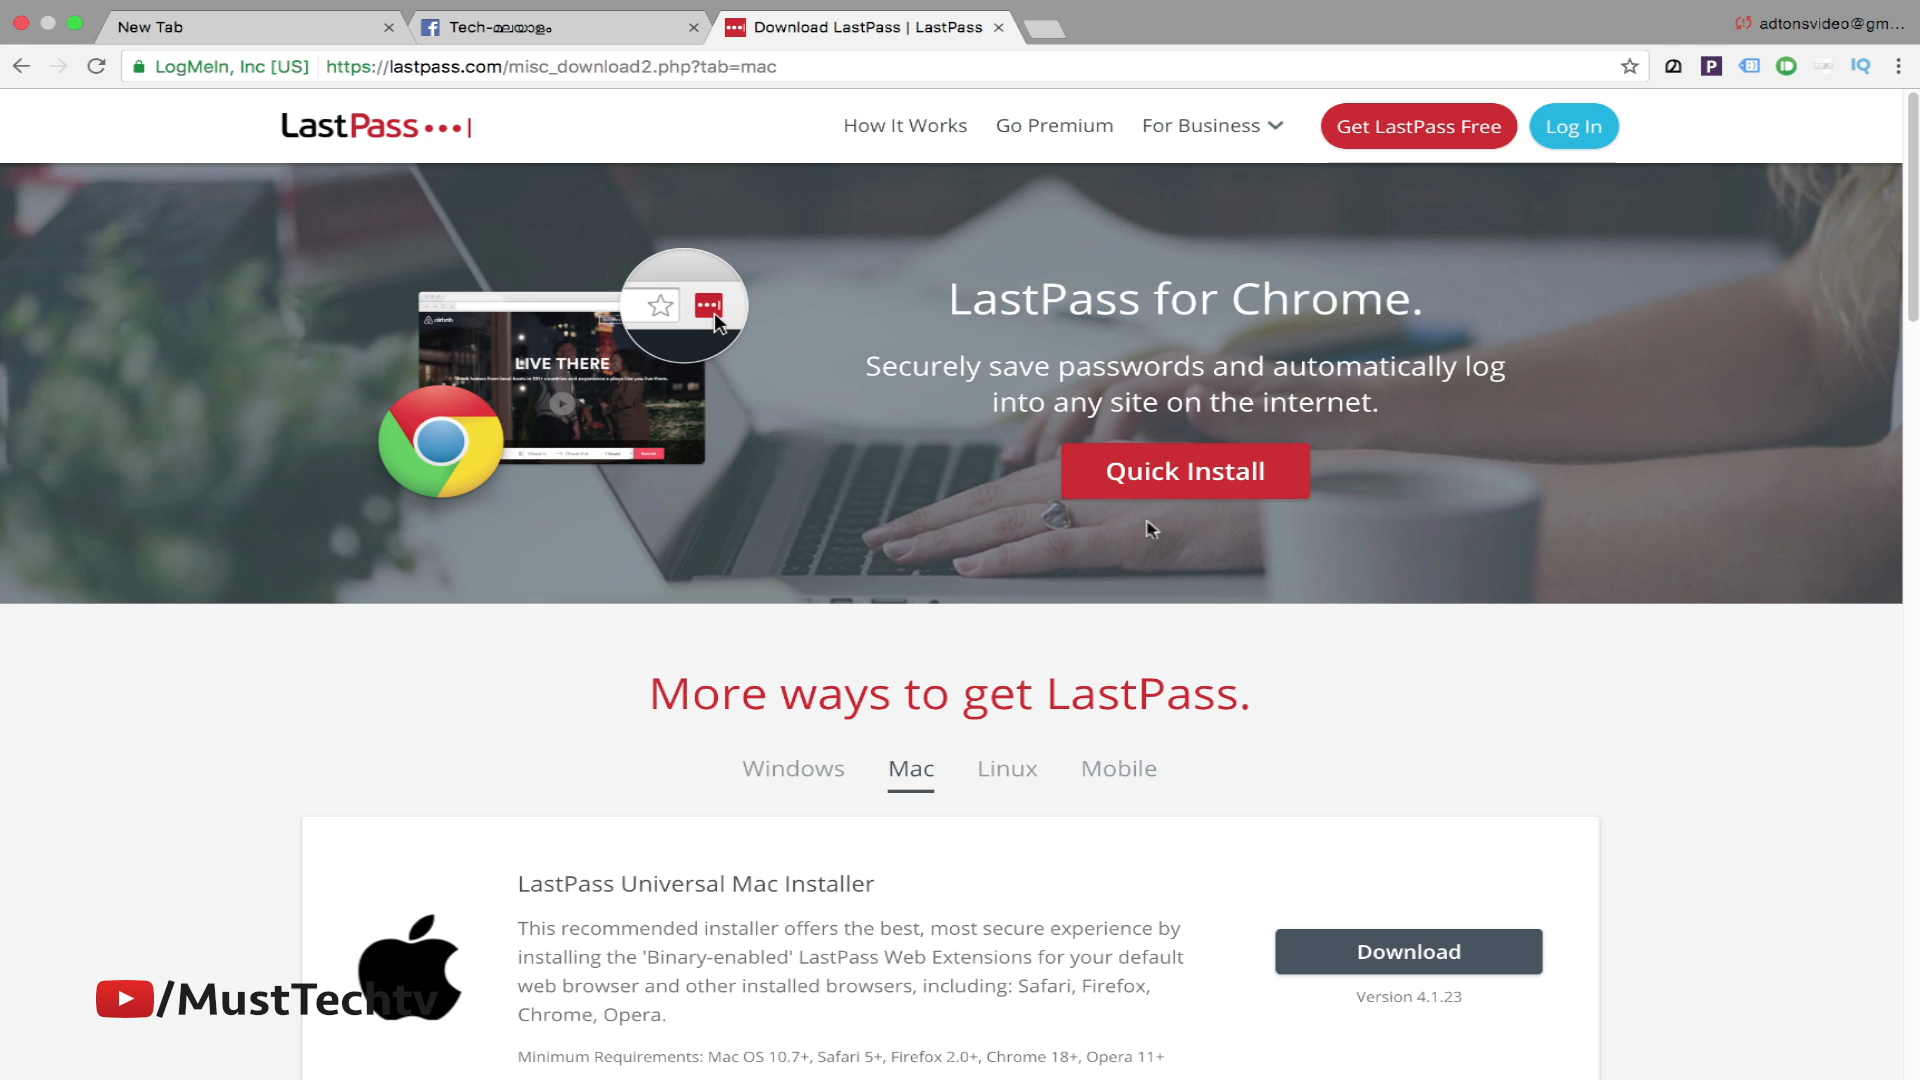 New Tab
Tech-മലയാളം
Download LastPass | LastPass
adtonsvideo@gm...
LogMeIn, Inc [US]
https://lastpass.com/misc_download2.php?tab=mac
P
IQ
LastPass
How It Works
Go Premium
For Business
Get LastPass Free
Log In
airbnb
LIVE THERE
LastPass for Chrome.
Securely save passwords and automatically log
into any site on the internet.
Quick Install
More ways to get LastPass.
Windows
Mac
Linux
Mobile
LastPass Universal Mac Installer
This recommended installer offers the best, most secure experience by
installing the 'Binary-enabled' LastPass Web Extensions for your default
web browser and other installed browsers, including: Safari, Firefox,
Chrome, Opera.
Minimum Requirements: Mac OS 10.7+, Safari 5+, Firefox 2.0+, Chrome 18+, Opera 11+
Download
Version 4.1.23
/MustTechtv